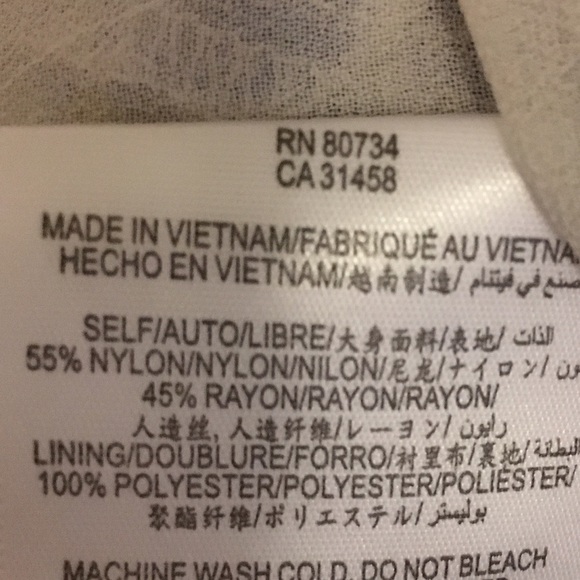 RN 80734
CA 31458
MADE IN VIETNAM/FABRIQUÉ AU VIETNA
HECHO EN VIETNAM/越南制造/ صنع في فيتنام
SELF/AUTO/LIBRE/大身面料/表地/ الذات
55% NYLON/NYLON/NILON/尼龙/ナイロン/
45% RAYON/RAYON/RAYON/
人造丝, 人造纤维/レーヨン/ رايون
LINING/DOUBLURE/FORRO/衬里布/裏地/ البطانة
100% POLYESTER/POLYESTER/POLIÉSTER/
聚酯纤维/ポリエステル/ بوليستر
MACHINE WASH COLD, DO NOT BLEACH